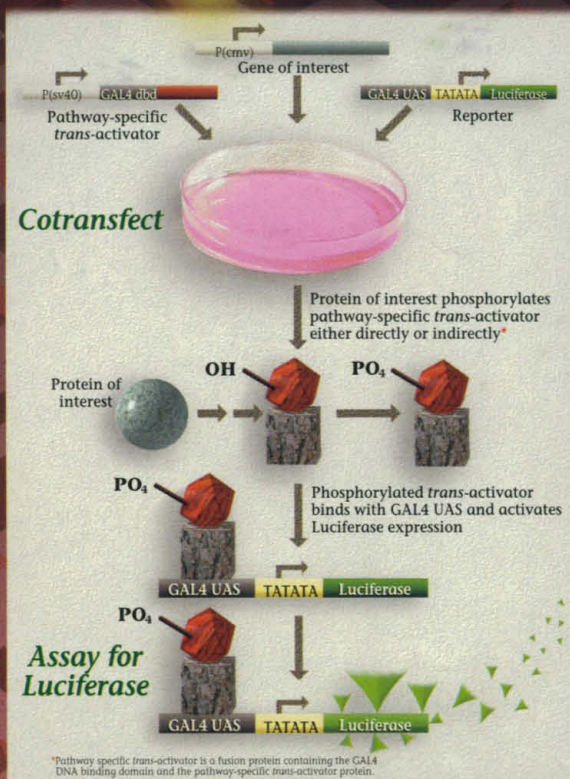 P(cmv)
Gene of interest
P(sv40) GAL4 dbd
GAL4 UAS TATATA Luciferase
Pathway-specific
trans-activator
Reporter
Cotransfect
Protein of interest phosphorylates
pathway-specific trans-activator
either directly or indirectly*
OH
PO₄
Protein of
interest
PO₄
Phosphorylated trans-activator
binds with GAL4 UAS and activates
Luciferase expression
GAL4 UAS TATATA Luciferase
PO₄
Assay for
Luciferase
GAL4 UAS TATATA Luciferase
*Pathway specific trans-activator is a fusion protein containing the GAL4
DNA binding domain and the pathway-specific trans-activator protein.